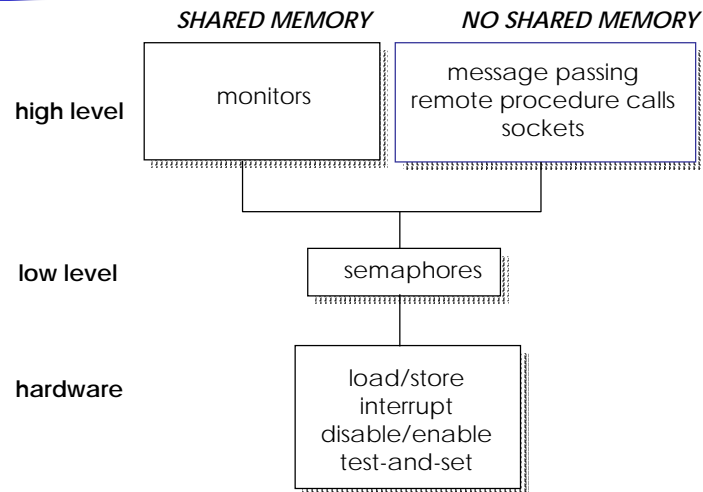 SHARED MEMORY
NO SHARED MEMORY
high level
monitors
message passing
remote procedure calls
sockets
low level
semaphores
hardware
load/store
interrupt
disable/enable
test-and-set